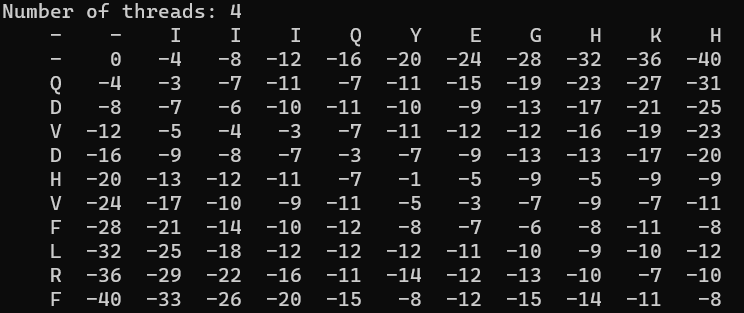 Number of threads: 4
- - I I I Q Y E G H K H
- 0 -4 -8 -12 -16 -20 -24 -28 -32 -36 -40
Q -4 -3 -7 -11 -7 -11 -15 -19 -23 -27 -31
D -8 -7 -6 -10 -11 -10 -9 -13 -17 -21 -25
V -12 -5 -4 -3 -7 -11 -12 -12 -16 -19 -23
D -16 -9 -8 -7 -3 -7 -9 -13 -13 -17 -20
H -20 -13 -12 -11 -7 -1 -5 -9 -5 -9 -9
V -24 -17 -10 -9 -11 -5 -3 -7 -9 -7 -11
F -28 -21 -14 -10 -12 -8 -7 -6 -8 -11 -8
L -32 -25 -18 -12 -12 -12 -11 -10 -9 -10 -12
R -36 -29 -22 -16 -11 -14 -12 -13 -10 -7 -10
F -40 -33 -26 -20 -15 -8 -12 -15 -14 -11 -8